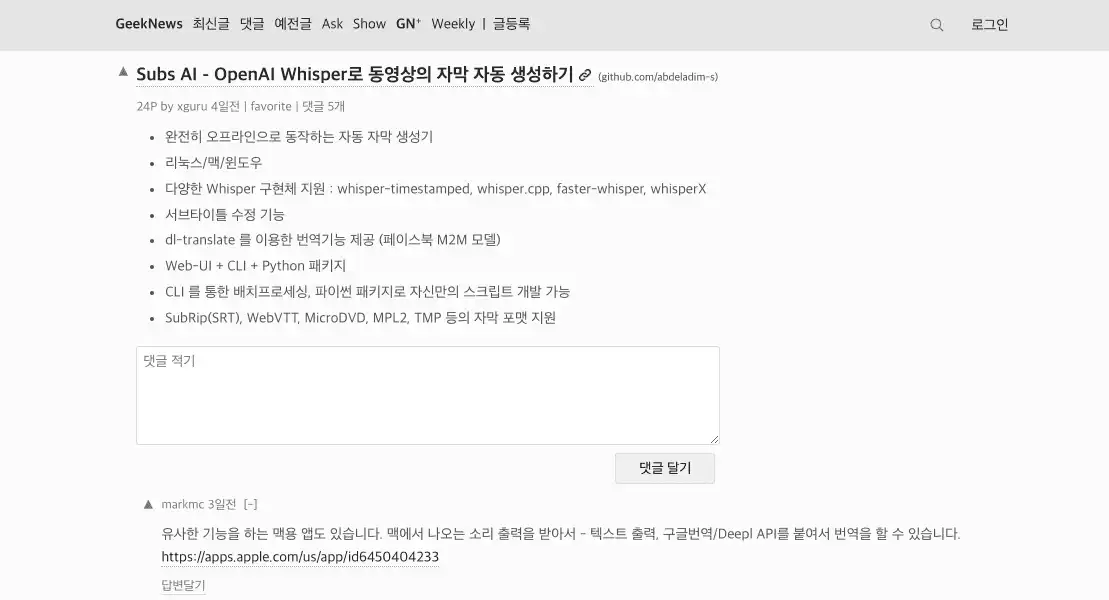 GeekNews 최신글 댓글 예전글 Ask Show GN+ Weekly | 글등록 로그인
▲ Subs AI - OpenAI Whisper로 동영상의 자막 자동 생성하기 (github.com/abdeladim-s)
24P by xguru 4일전 | favorite | 댓글 5개
• 완전히 오프라인으로 동작하는 자동 자막 생성기
• 리눅스/맥/윈도우
• 다양한 Whisper 구현체 지원 : whisper-timestamped, whisper.cpp, faster-whisper, whisperX
• 서브타이틀 수정 기능
• dl-translate 를 이용한 번역기능 제공 (페이스북 M2M 모델)
• Web-UI + CLI + Python 패키지
• CLI 를 통한 배치프로세싱, 파이썬 패키지로 자신만의 스크립트 개발 가능
• SubRip(SRT), WebVTT, MicroDVD, MPL2, TMP 등의 자막 포맷 지원
댓글 적기
댓글 달기
▲ markmc 3일전 [-]
유사한 기능을 하는 맥용 앱도 있습니다. 맥에서 나오는 소리 출력을 받아서 - 텍스트 출력, 구글번역/Deepl API를 붙여서 번역을 할 수 있습니다.
https://apps.apple.com/us/app/id6450404233
답변달기